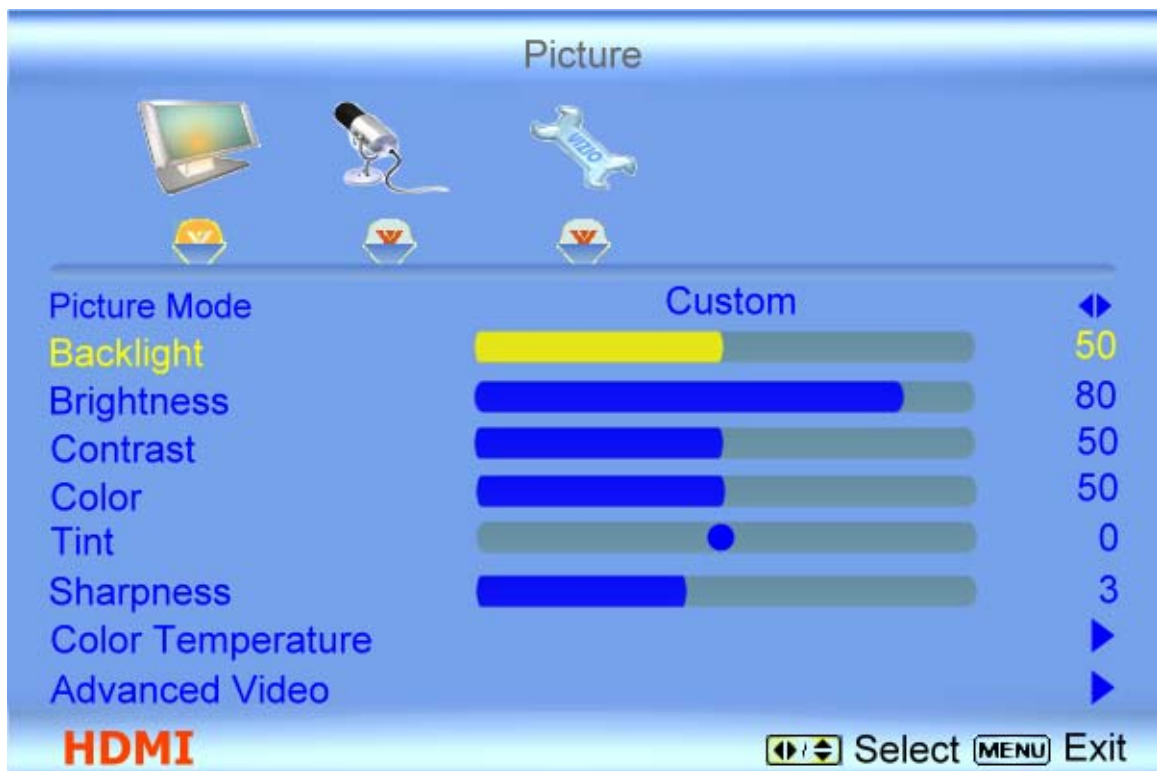 Picture
VIZIO
Picture Mode Custom
Backlight 50
Brightness 80
Contrast 50
Color 50
Tint 0
Sharpness 3
Color Temperature
Advanced Video
HDMI Select MENU Exit